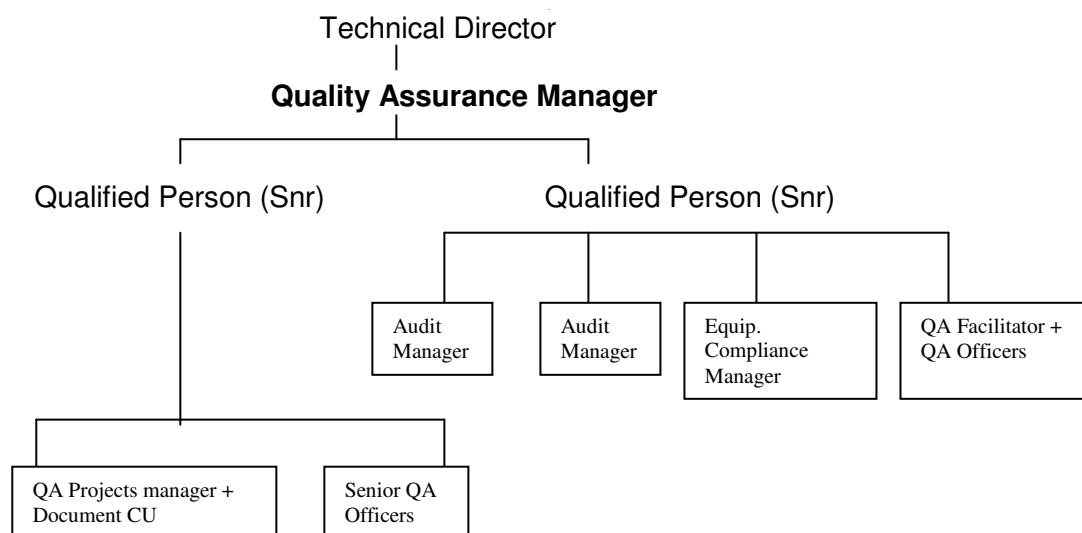 Technical Director
Quality Assurance Manager
Qualified Person (Snr)
Qualified Person (Snr)
Audit
Manager
Audit
Manager
Equip.
Compliance
Manager
QA Facilitator +
QA Officers
QA Projects manager +
Document CU
Senior QA
Officers